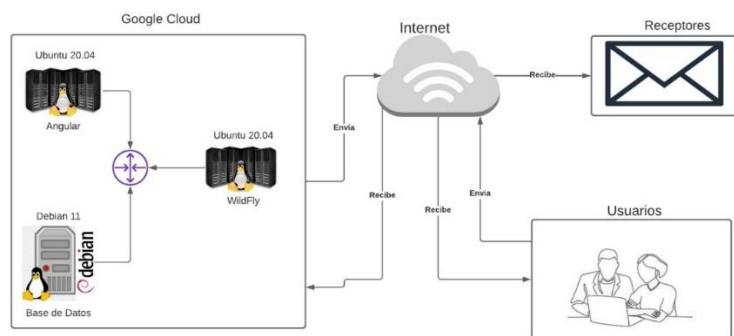 Google Cloud
Ubuntu 20.04
Angular
Ubuntu 20.04
WildFly
Debian 11
debian
Base de Datos
Internet
Envia
Recibe
Recibe
Envia
Recibe
Receptores
Usuarios